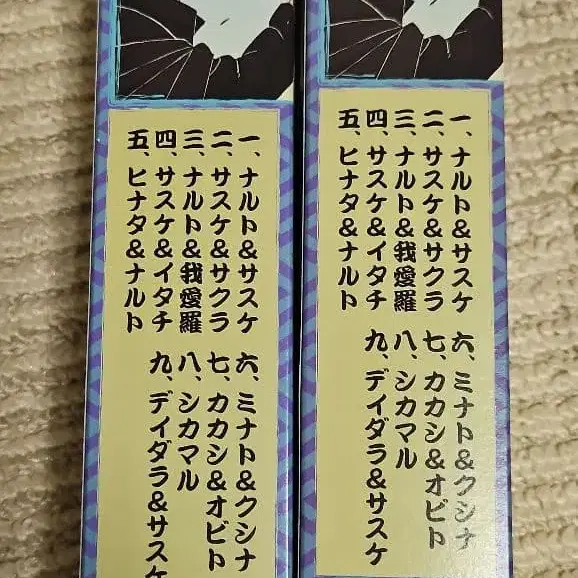 一、ナルト&サスケ
二、サスケ&サクラ
三、ナルト&我愛羅
四、サスケ&イタチ
五、ヒナタ&ナルト
六、ミナト&クシナ
七、カカシ&オビト
八、シカマル
九、デイダラ&サスケ
一、ナルト&サスケ
二、サスケ&サクラ
三、ナルト&我愛羅
四、サスケ&イタチ
五、ヒナタ&ナルト
六、ミナト&クシナ
七、カカシ&オビト
八、シカマル
九、デイダラ&サスケ